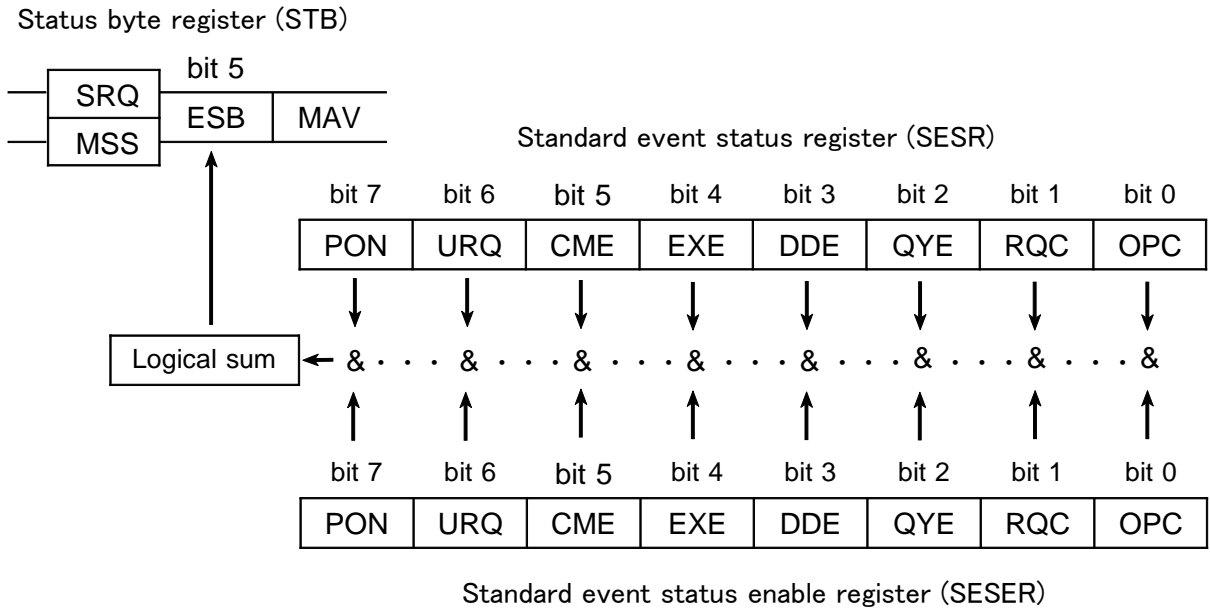 Status byte register (STB)
bit 5
SRQ
MSS
ESB MAV
Standard event status register (SESR)
bit 7 bit 6 bit 5 bit 4 bit 3 bit 2 bit 1 bit 0
PON URQ CME EXE DDE QYE RQC OPC
Logical sum & · · · & · · · & · · · & · · · & · · · & · · · & · · · &
bit 7 bit 6 bit 5 bit 4 bit 3 bit 2 bit 1 bit 0
PON URQ CME EXE DDE QYE RQC OPC
Standard event status enable register (SESER)